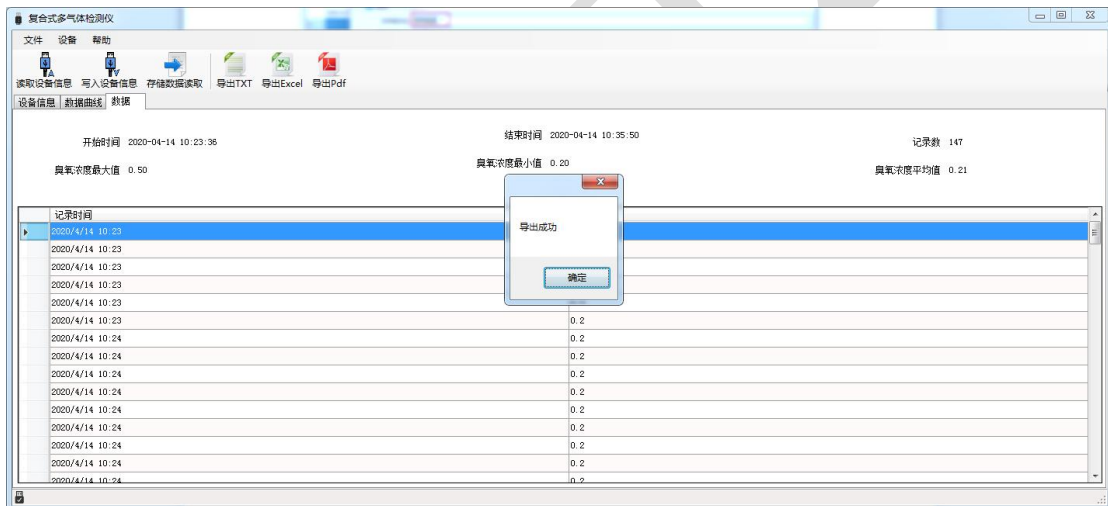 复合式多气体检测仪
文件 设备 帮助
读取设备信息 写入设备信息 存储数据读取 导出TXT 导出Excel 导出Pdf
设备信息 数据曲线 数据
开始时间 2020-04-14 10:23:36 结束时间 2020-04-14 10:35:50 记录数 147
臭氧浓度最大值 0.50 臭氧浓度最小值 0.20 臭氧浓度平均值 0.21
记录时间
2020/4/14 10:23
2020/4/14 10:23
导出成功
2020/4/14 10:23
2020/4/14 10:23
确定
2020/4/14 10:23
2020/4/14 10:23 0.2
2020/4/14 10:24 0.2
2020/4/14 10:24 0.2
2020/4/14 10:24 0.2
2020/4/14 10:24 0.2
2020/4/14 10:24 0.2
2020/4/14 10:24 0.2
2020/4/14 10:24 0.2
2020/4/14 10:24 0.2
2020/4/14 10:24 0.2